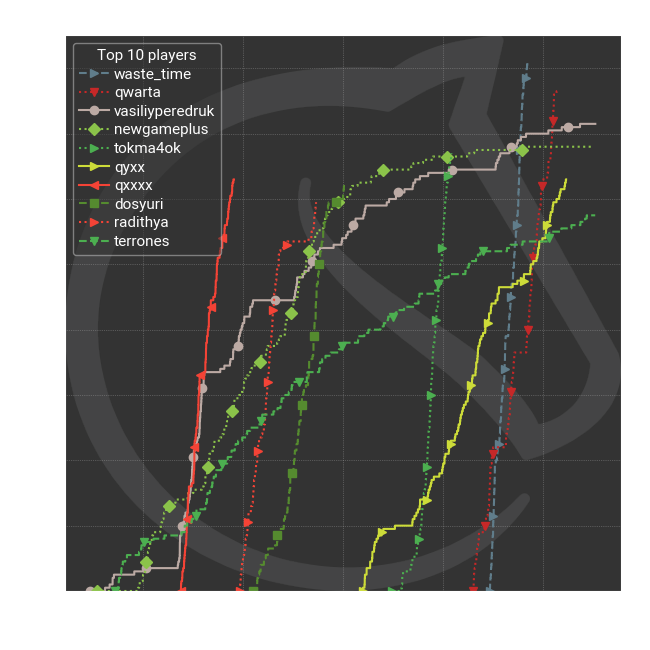 Top 10 players
waste_time
qwarta
vasiliyperedruk
newgameplus
tokma4ok
qyxx
qxxxx
dosyuri
radithya
terrones